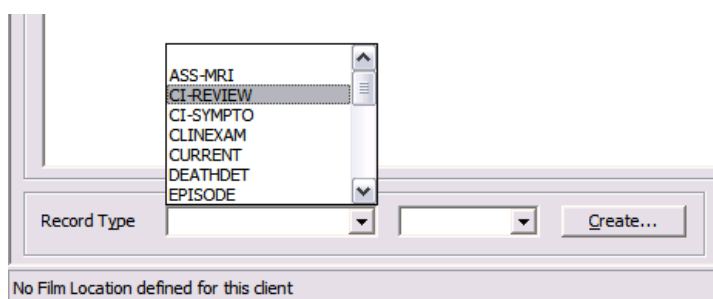 ASS-MRI
CI-REVIEW
CI-SYMPTO
CLINEXAM
CURRENT
DEATHDET
EPISODE
Record Type Create...
No Film Location defined for this client